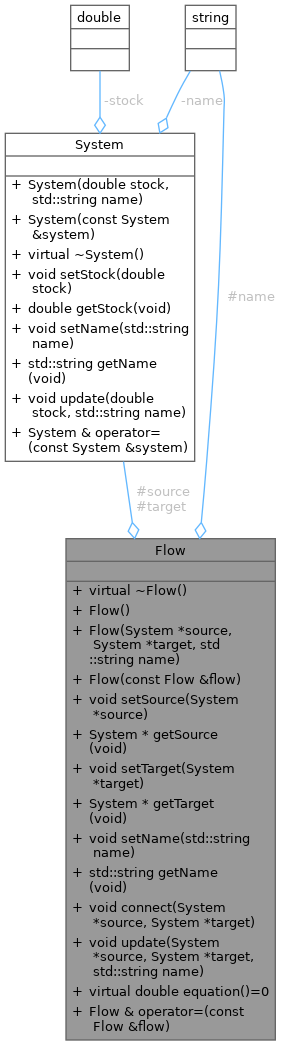 double
string
-stock
-name
System
+ System(double stock,
std::string name)
+ System(const System
&system)
+ virtual ~System()
+ void setStock(double
stock)
+ double getStock(void)
+ void setName(std::string
name)
+ std::string getName
(void)
+ void update(double
stock, std::string name)
+ System & operator=
(const System &system)
#name
#source
#target
Flow
+ virtual ~Flow()
+ Flow()
+ Flow(System *source,
System *target, std
::string name)
+ Flow(const Flow &flow)
+ void setSource(System
*source)
+ System * getSource
(void)
+ void setTarget(System
*target)
+ System * getTarget
(void)
+ void setName(std::string
name)
+ std::string getName
(void)
+ void connect(System
*source, System *target)
+ void update(System
*source, System *target,
std::string name)
+ virtual double equation()=0
+ Flow & operator=(const
Flow &flow)